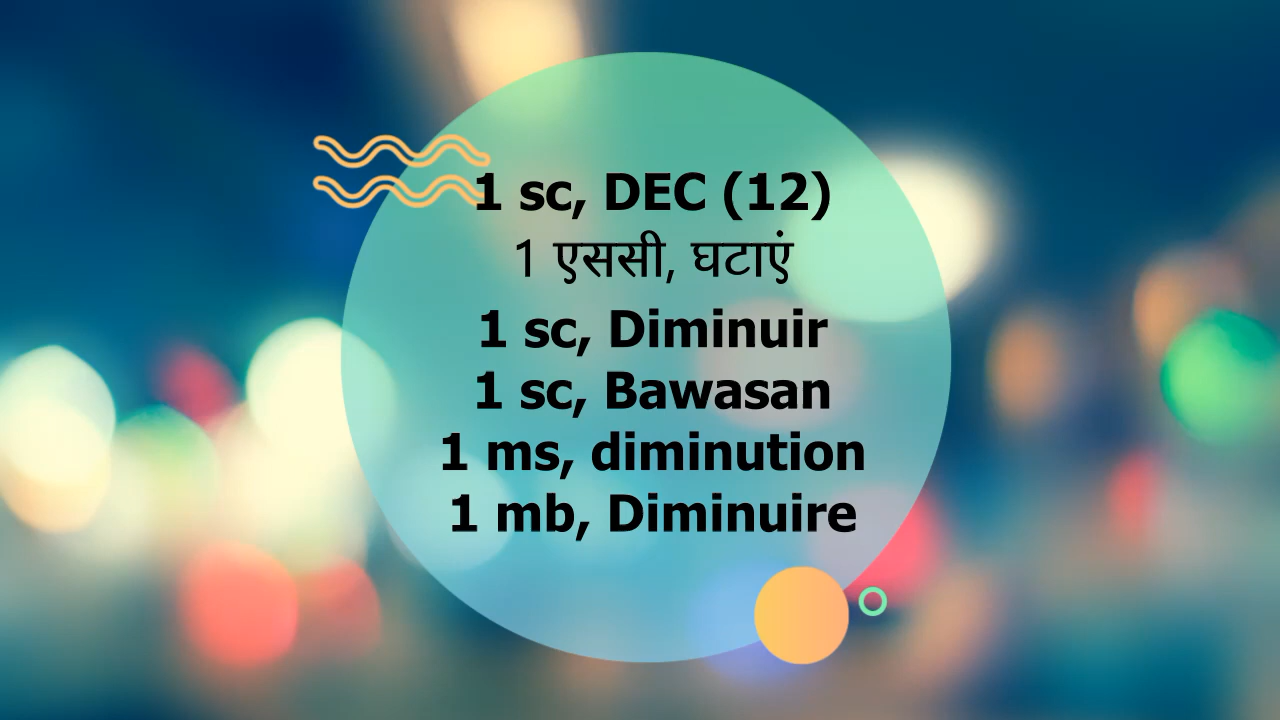 1 sc, DEC (12)
1 एससी, घटाएं
1 sc, Diminuir
1 sc, Bawasan
1 ms, diminution
1 mb, Diminuire